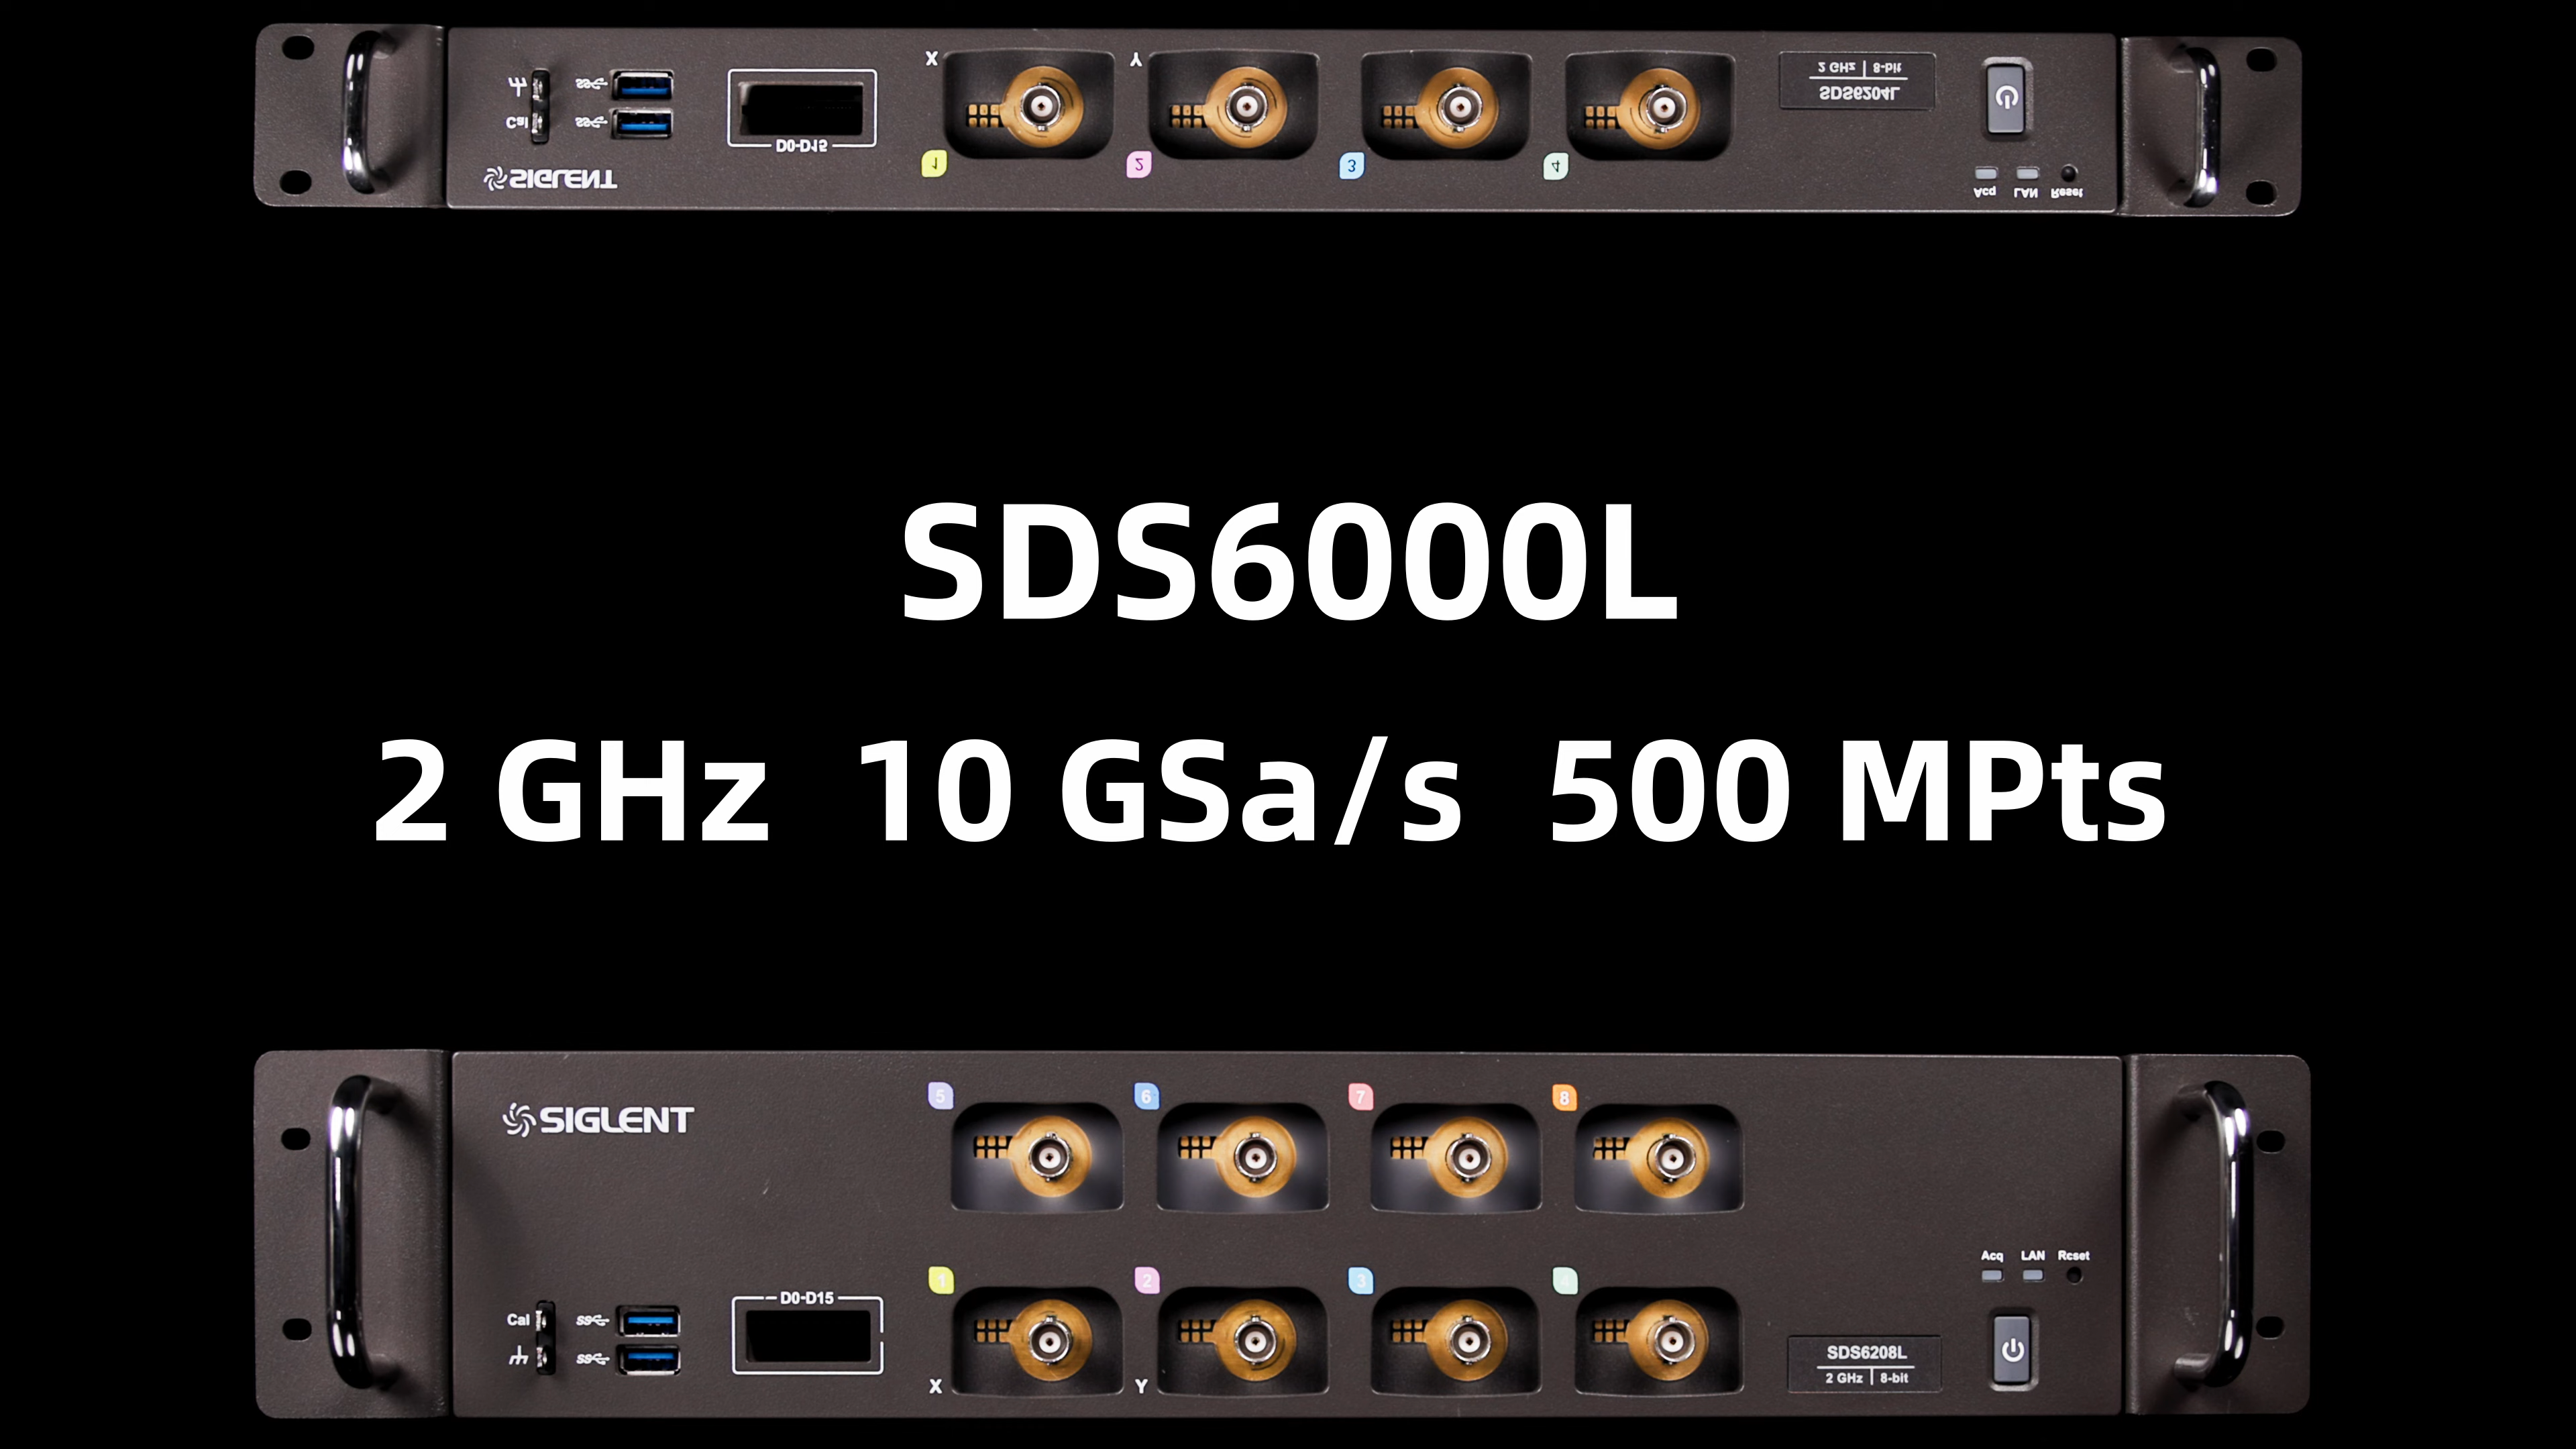 X Y
2 GHz 8-bit
SDS6204L
Cal
D0-D15
1 2 3 4
SIGLENT
Acq LAN Reset
SDS6000L
2 GHz 10 GSa/s 500 MPts
5 6 7 8
SIGLENT
Acq LAN Reset
1 2 3 4
D0-D15
Cal
SDS6208L
2 GHz 8-bit
X Y